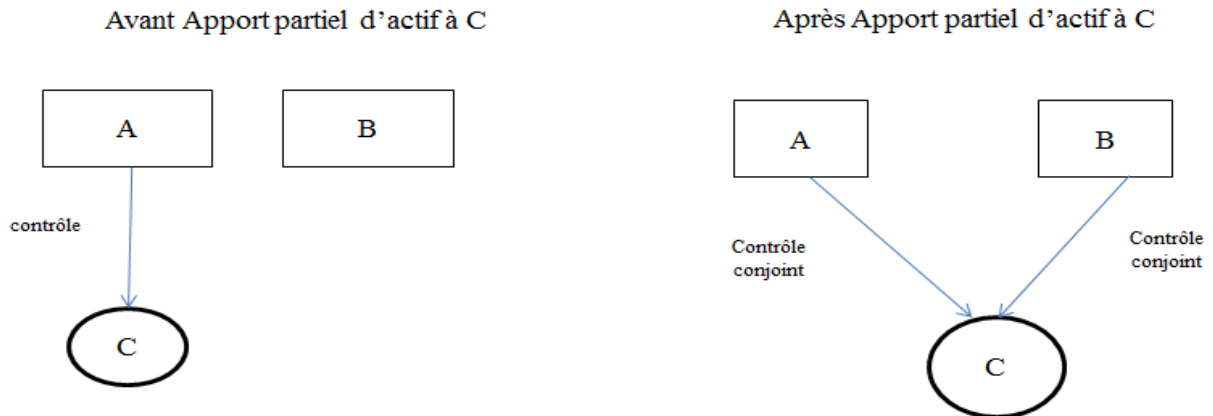 Avant Apport partiel d’actif à C
A
B
contrôle
C
Après Apport partiel d’actif à C
A
B
Contrôle
conjoint
Contrôle
conjoint
C